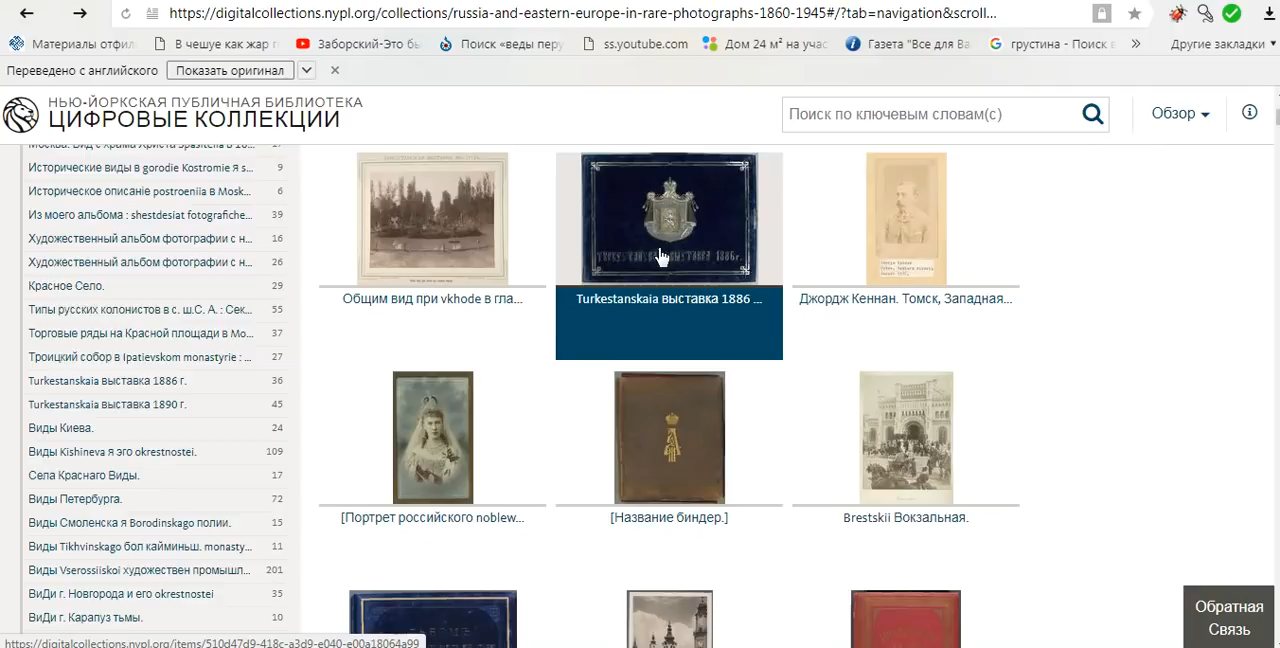 https://digitalcollections.nypl.org/collections/russia-and-eastern-europe-in-rare-photographs-1860-1945#/?tab=navigation&scroll...
Материалы отфил
В чешуе как жар г
Заборский-Это бы
Поиск «веды перу
ss.youtube.com
Дом 24 м² на учас
Газета "Все для Ва
грустина - Поиск в
Другие закладки
Переведено с английского
Показать оригинал
НЬЮ-ЙОРКСКАЯ ПУБЛИЧНАЯ БИБЛИОТЕКА
ЦИФРОВЫЕ КОЛЛЕКЦИИ
Поиск по ключевым словам(с)
Обзор
Исторические виды в gorodie Kostromie я s... 9
Историческое описаніе postroeniia в Mosk... 6
Из моего альбома : shestdesiat fotografiche... 39
Художественный альбом фотографии с н... 16
Художественный альбом фотографии с н... 26
Красное Село. 29
Типы русских колонистов в с. ш.С. А. : Сек... 55
Торговые ряды на Красной площади в Мо... 37
Троицкий собор в Ipatievskom monastyrie : ... 27
Turkestanskaia выставка 1886 г. 36
Turkestanskaia выставка 1890 г. 45
Виды Киева. 24
Виды Kishineva я эго okrestnostei. 109
Села Краснаго Виды. 17
Виды Петербурга. 72
Виды Смоленска я Borodinskago полии. 15
Виды Tikhvinskago бол кайминьш. monasty... 11
Виды Vserossiiskoi художествен промышл... 201
ВиДи г. Новгорода и его okrestnostei 35
ВиДи г. Карапуз тьмы. 10
Общим вид при vkhode в гла...
Turkestanskaia выставка 1886 ...
Джордж Кеннан. Томск, Западная...
[Портрет российского noblew...
[Название биндер.]
Brestskii Вокзальная.
Обратная
Связь
https://digitalcollections.nypl.org/items/510d47d9-418c-a3d9-e040-e00a18064a99